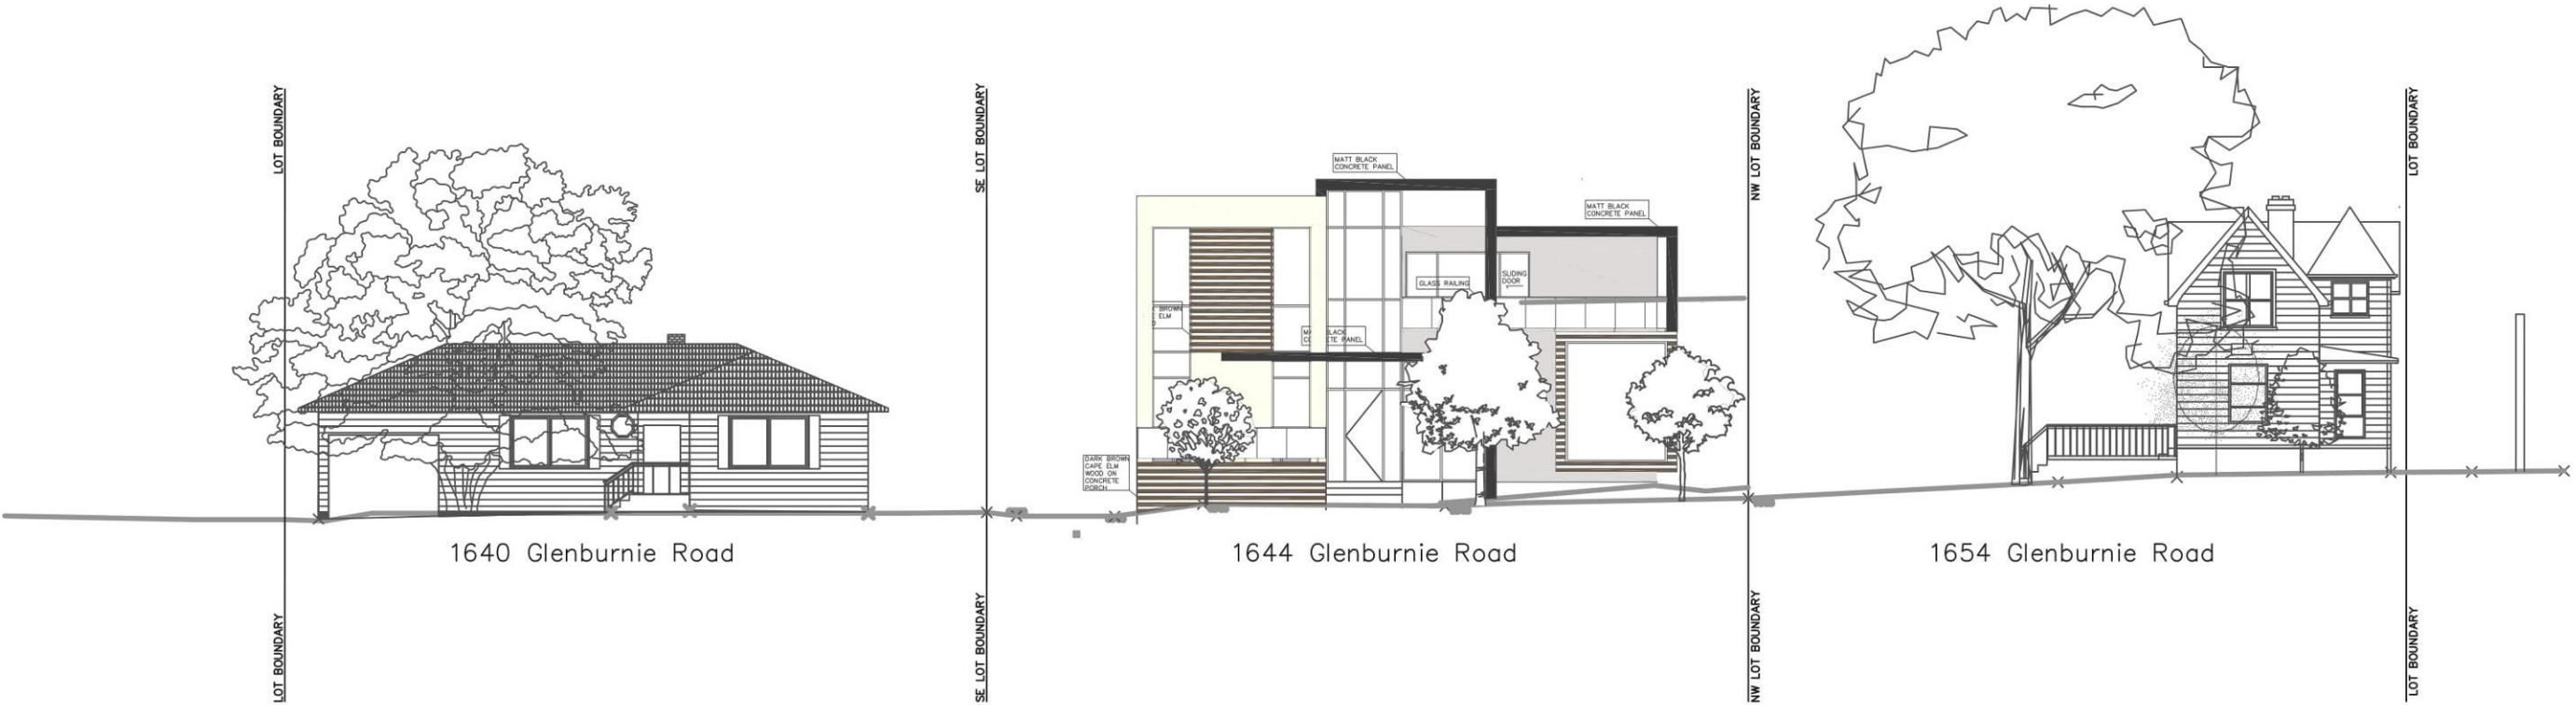 LOT BOUNDARY
SE LOT BOUNDARY
NW LOT BOUNDARY
LOT BOUNDARY
MATT BLACK
CONCRETE PANEL
MATT BLACK
CONCRETE PANEL
SLIDING
DOOR
GLASS RAILING
BROWN
ELM
BLACK
PANEL
DARK BROWN
CAPE ELM
WOOD ON
CONCRETE
PORCH
1640 Glenburnie Road
1644 Glenburnie Road
1654 Glenburnie Road
LOT BOUNDARY
SE LOT BOUNDARY
NW LOT BOUNDARY
LOT BOUNDARY